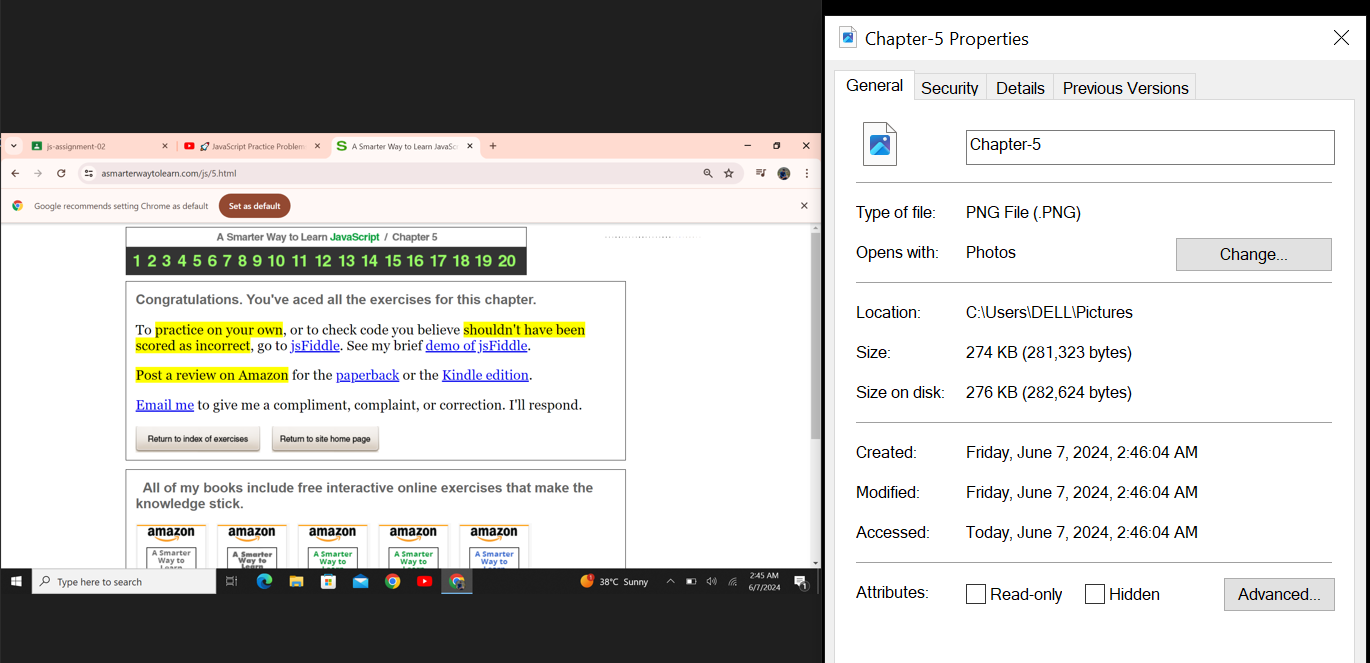 js-assignment-02
JavaScript Practice Problem
A Smarter Way to Learn JavaSc
asmarterwaytolearn.com/js/5.html
Google recommends setting Chrome as default
Set as default
A Smarter Way to Learn JavaScript / Chapter 5
1 2 3 4 5 6 7 8 9 10 11 12 13 14 15 16 17 18 19 20
Congratulations. You've aced all the exercises for this chapter.
To practice on your own, or to check code you believe shouldn't have been
scored as incorrect, go to jsFiddle. See my brief demo of jsFiddle.
Post a review on Amazon for the paperback or the Kindle edition.
Email me to give me a compliment, complaint, or correction. I'll respond.
Return to index of exercises
Return to site home page
All of my books include free interactive online exercises that make the
knowledge stick.
amazon amazon amazon amazon amazon
A Smarter A Smarter A Smarter A Smarter A Smarter
Way to Way to Way to Way to Way to
Learn Learn Learn Learn Learn
Type here to search
38°C Sunny
2:45 AM
6/7/2024
1
Chapter-5 Properties
General
Security
Details
Previous Versions
Chapter-5
Type of file: PNG File (.PNG)
Opens with: Photos
Change...
Location: C:\Users\DELL\Pictures
Size: 274 KB (281,323 bytes)
Size on disk: 276 KB (282,624 bytes)
Created: Friday, June 7, 2024, 2:46:04 AM
Modified: Friday, June 7, 2024, 2:46:04 AM
Accessed: Today, June 7, 2024, 2:46:04 AM
Attributes: Read-only Hidden
Advanced...